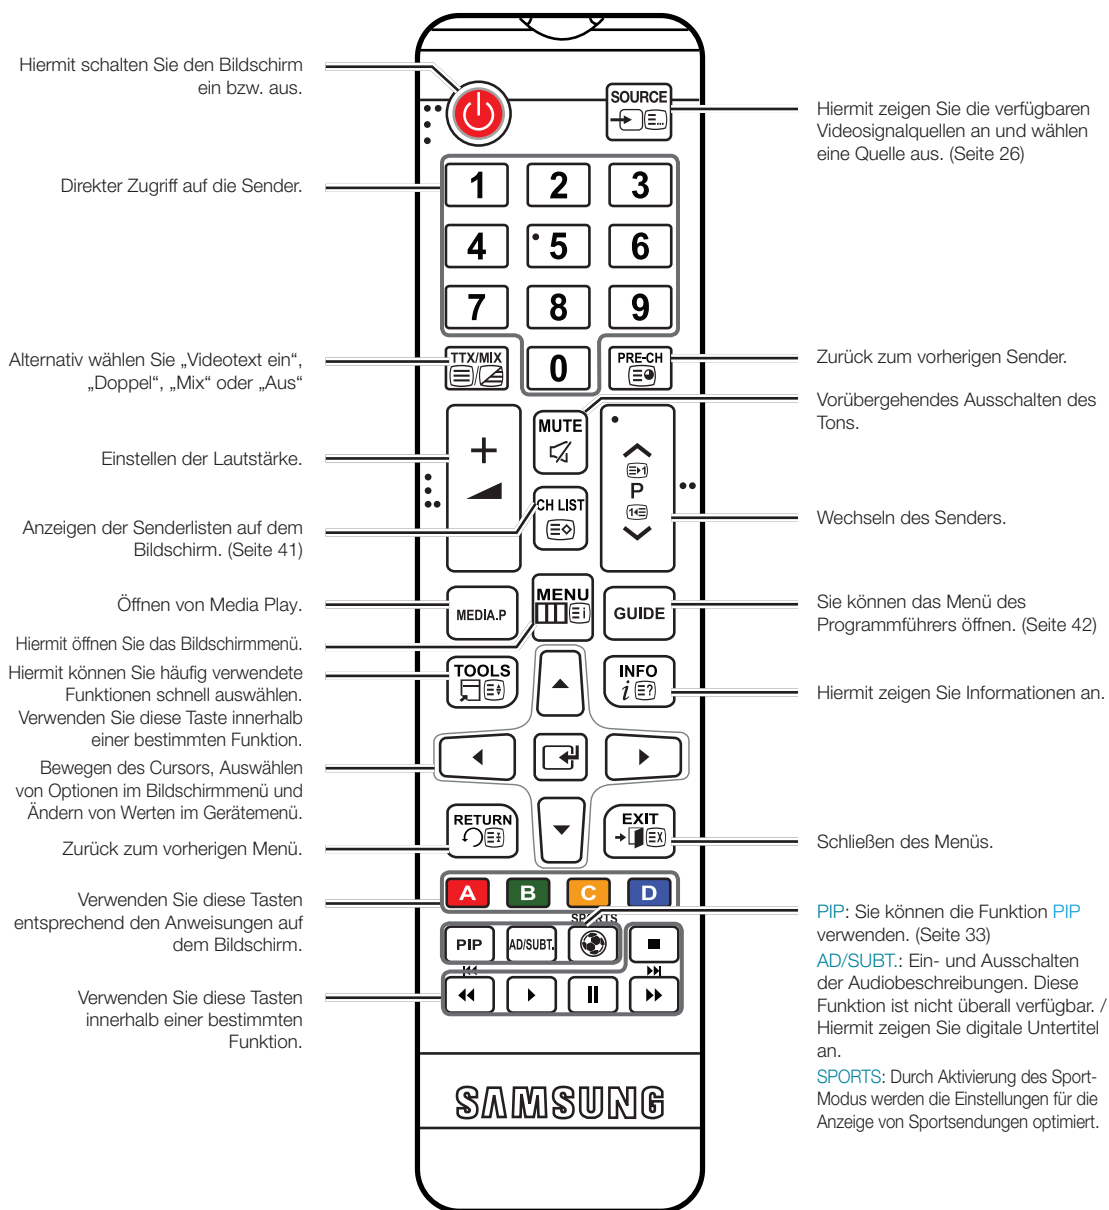 Hiermit schalten Sie den Bildschirm
ein bzw. aus.
SOURCE
Hiermit zeigen Sie die verfügbaren
Videosignalquellen an und wählen
eine Quelle aus. (Seite 26)
Direkter Zugriff auf die Sender.
1 2 3
4 5 6
7 8 9
Alternativ wählen Sie „Videotext ein“,
„Doppel“, „Mix“ oder „Aus“
TTX/MIX
0
PRE-CH
Zurück zum vorherigen Sender.
Vorübergehendes Ausschalten des
Tons.
MUTE
+
P
Einstellen der Lautstärke.
Anzeigen der Senderlisten auf dem
Bildschirm. (Seite 41)
CH LIST
Wechseln des Senders.
Öffnen von Media Play.
MEDIA.P
MENU
GUIDE
Sie können das Menü des
Programmführers öffnen. (Seite 42)
Hiermit öffnen Sie das Bildschirmmenü.
Hiermit können Sie häufig verwendete
Funktionen schnell auswählen.
Verwenden Sie diese Taste innerhalb
einer bestimmten Funktion.
TOOLS
INFO
i
Hiermit zeigen Sie Informationen an.
Bewegen des Cursors, Auswählen
von Optionen im Bildschirmmenü und
Ändern von Werten im Gerätemenü.
RETURN
EXIT
Zurück zum vorherigen Menü.
Schließen des Menüs.
A B C D
Verwenden Sie diese Tasten
entsprechend den Anweisungen auf
dem Bildschirm.
SPORTS
PIP AD/SUBT.
Verwenden Sie diese Tasten
innerhalb einer bestimmten
Funktion.
PIP: Sie können die Funktion PIP
verwenden. (Seite 33)
AD/SUBT.: Ein- und Ausschalten
der Audiobeschreibungen. Diese
Funktion ist nicht überall verfügbar. /
Hiermit zeigen Sie digitale Untertitel
an.
SPORTS: Durch Aktivierung des Sport-
Modus werden die Einstellungen für die
Anzeige von Sportsendungen optimiert.
SAMSUNG